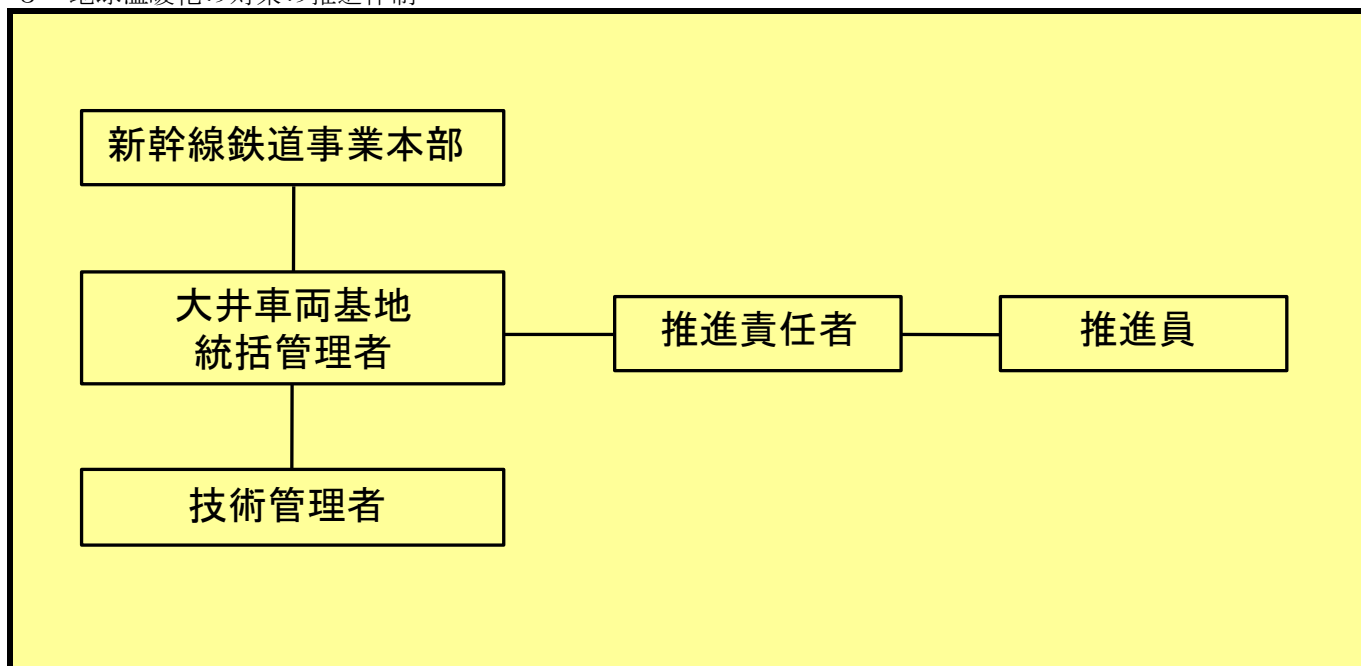 新幹線鉄道事業本部
大井車両基地
統括管理者
推進責任者
推進員
技術管理者